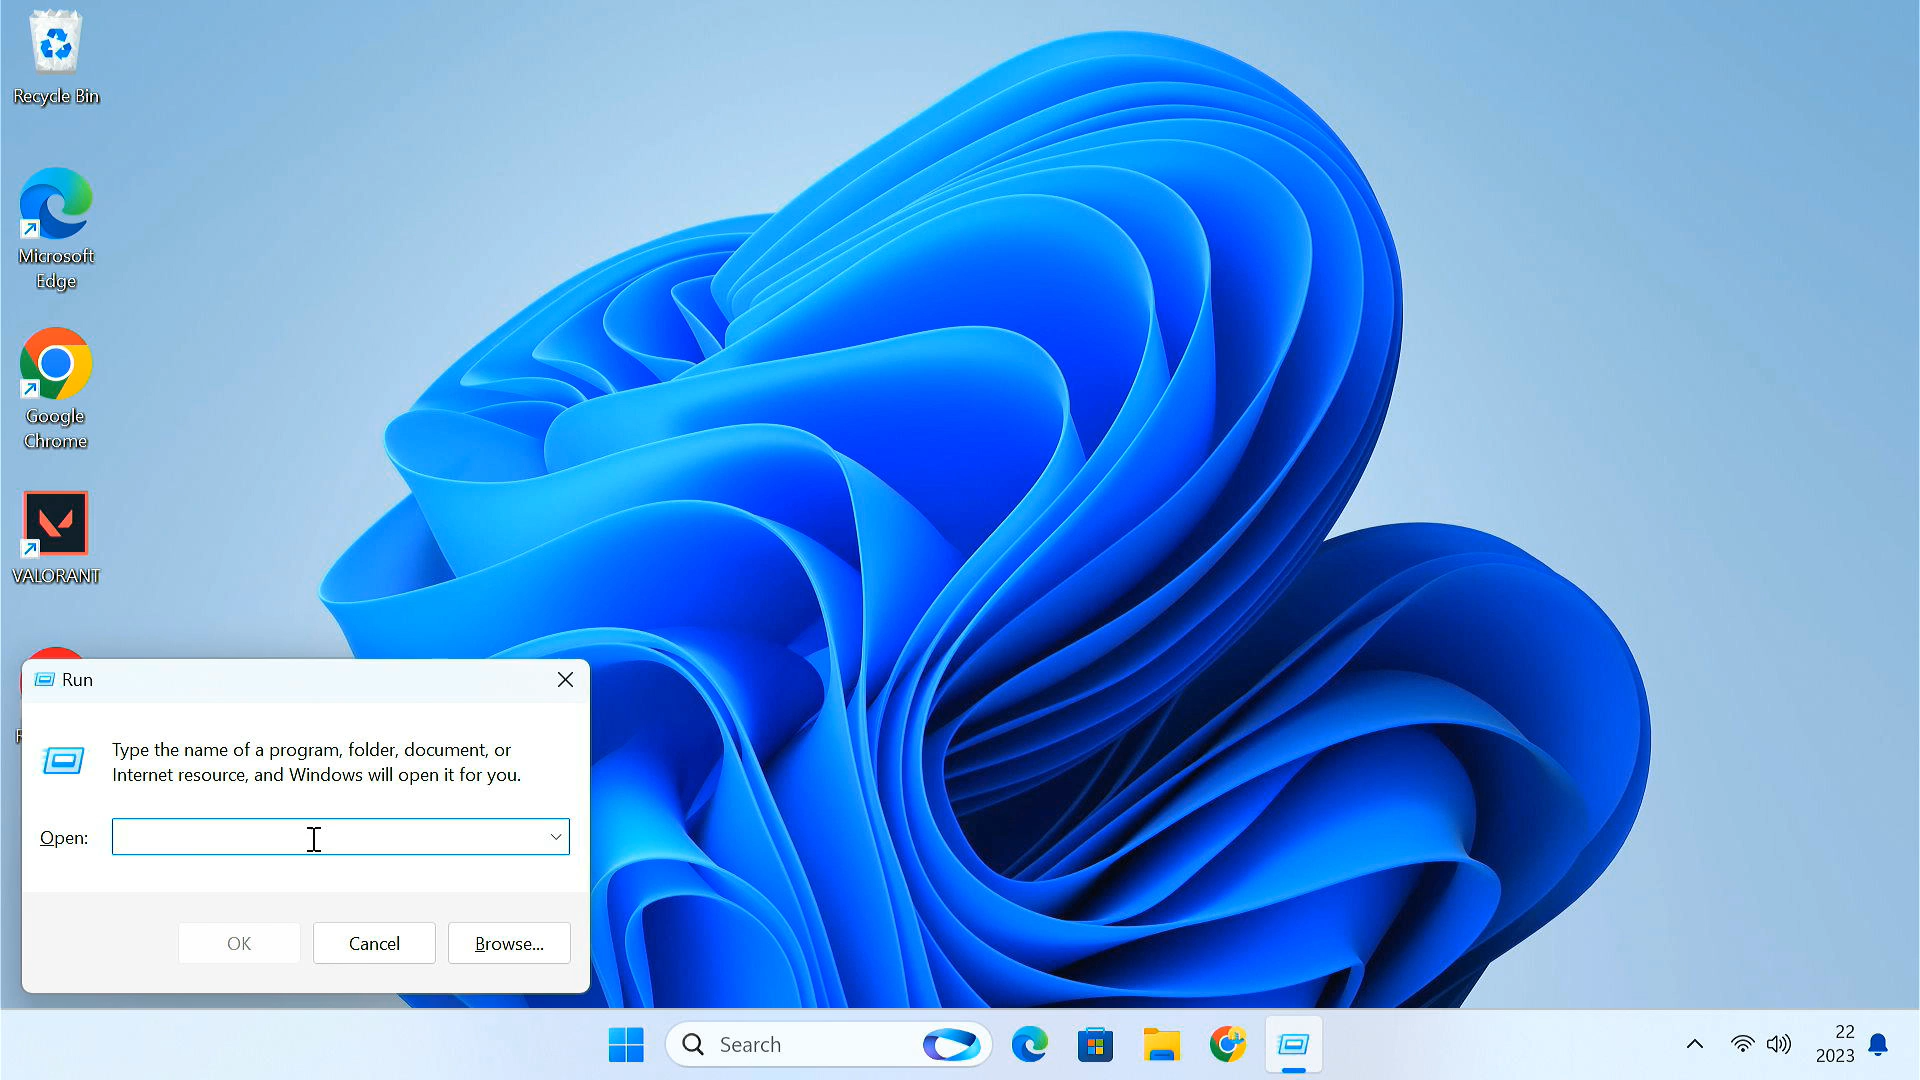 Recycle Bin
Microsoft
Edge
Google
Chrome
VALORANT
Run
Type the name of a program, folder, document, or
Internet resource, and Windows will open it for you.
Open:
OK
Cancel
Browse...
Search
22
2023